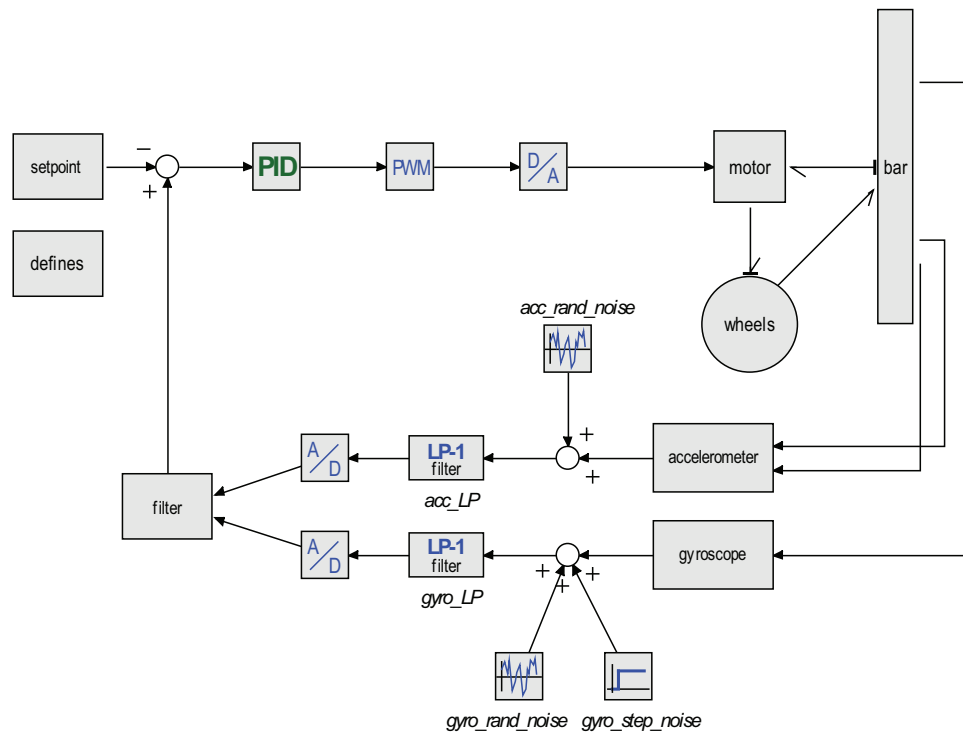 setpoint
−
+
PID
PWM
D/A
motor
bar
defines
wheels
acc_rand_noise
+
+
A/D
LP-1
filter
acc_LP
accelerometer
filter
A/D
LP-1
filter
gyro_LP
gyroscope
+
+
+
gyro_rand_noise
gyro_step_noise